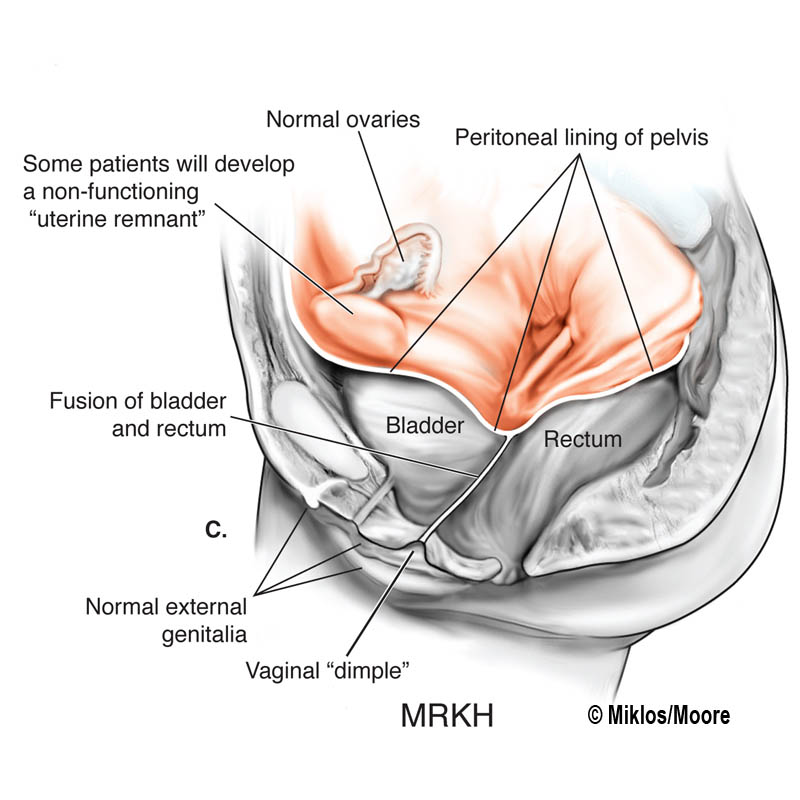 Normal ovaries
Peritoneal lining of pelvis
Some patients will develop
a non-functioning
“uterine remnant”
Fusion of bladder
and rectum
Bladder
Rectum
C.
Normal external
genitalia
Vaginal “dimple”
MRKH
© Miklos/Moore